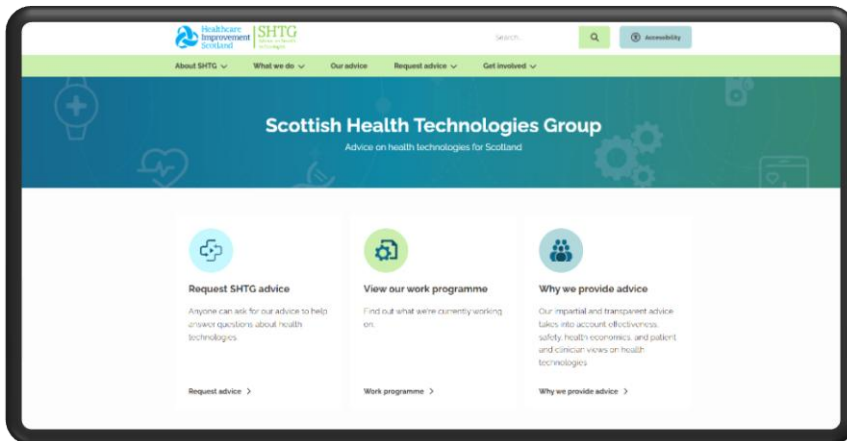 Healthcare
Improvement
Scotland
SHTG
Search
Accessibility
About SHTG
What we do
Our advice
Request advice
Get involved
Scottish Health Technologies Group
Advice on health technologies for Scotland
Request SHTG advice
Anyone can ask for our advice to help
answer questions about health
technologies
Request advice
View our work programme
Find out what we're currently working
on.
Work programme
Why we provide advice
Our impartial and transparent advice
takes into account effectiveness,
safety, health economics, and patient
and clinician views on health
technologies
Why we provide advice